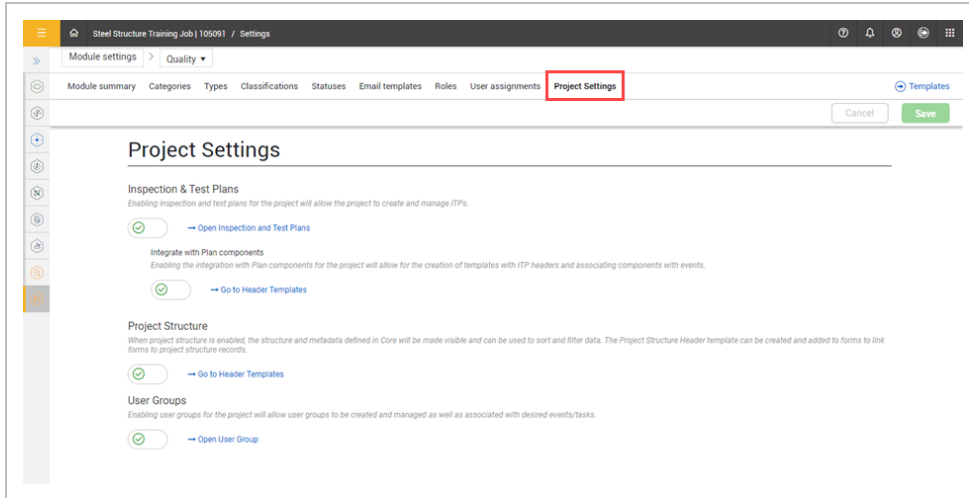 Steel Structure Training Job | 105091 / Settings
Module settings > Quality
Module summary Categories Types Classifications Statuses Email templates Roles User assignments Project Settings Templates
Cancel Save
Project Settings
Inspection & Test Plans
Enabling inspection and test plans for the project will allow the project to create and manage ITPs.
→ Open Inspection and Test Plans
Integrate with Plan components
Enabling the integration with Plan components for the project will allow for the creation of templates with ITP headers and associating components with events.
→ Go to Header Templates
Project Structure
When project structure is enabled, the structure and metadata defined in Core will be made visible and can be used to sort and filter data. The Project Structure Header template can be created and added to forms to link
forms to project structure records.
→ Go to Header Templates
User Groups
Enabling user groups for the project will allow user groups to be created and managed as well as associated with desired events/tasks.
→ Open User Group